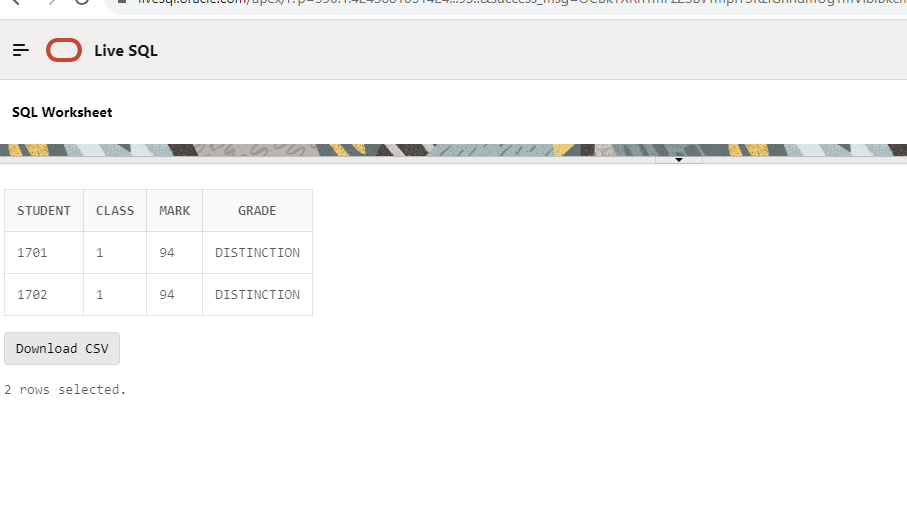 Live SQL
SQL Worksheet
STUDENT CLASS MARK GRADE
1701 1 94 DISTINCTION
1702 1 94 DISTINCTION
Download CSV
2 rows selected.